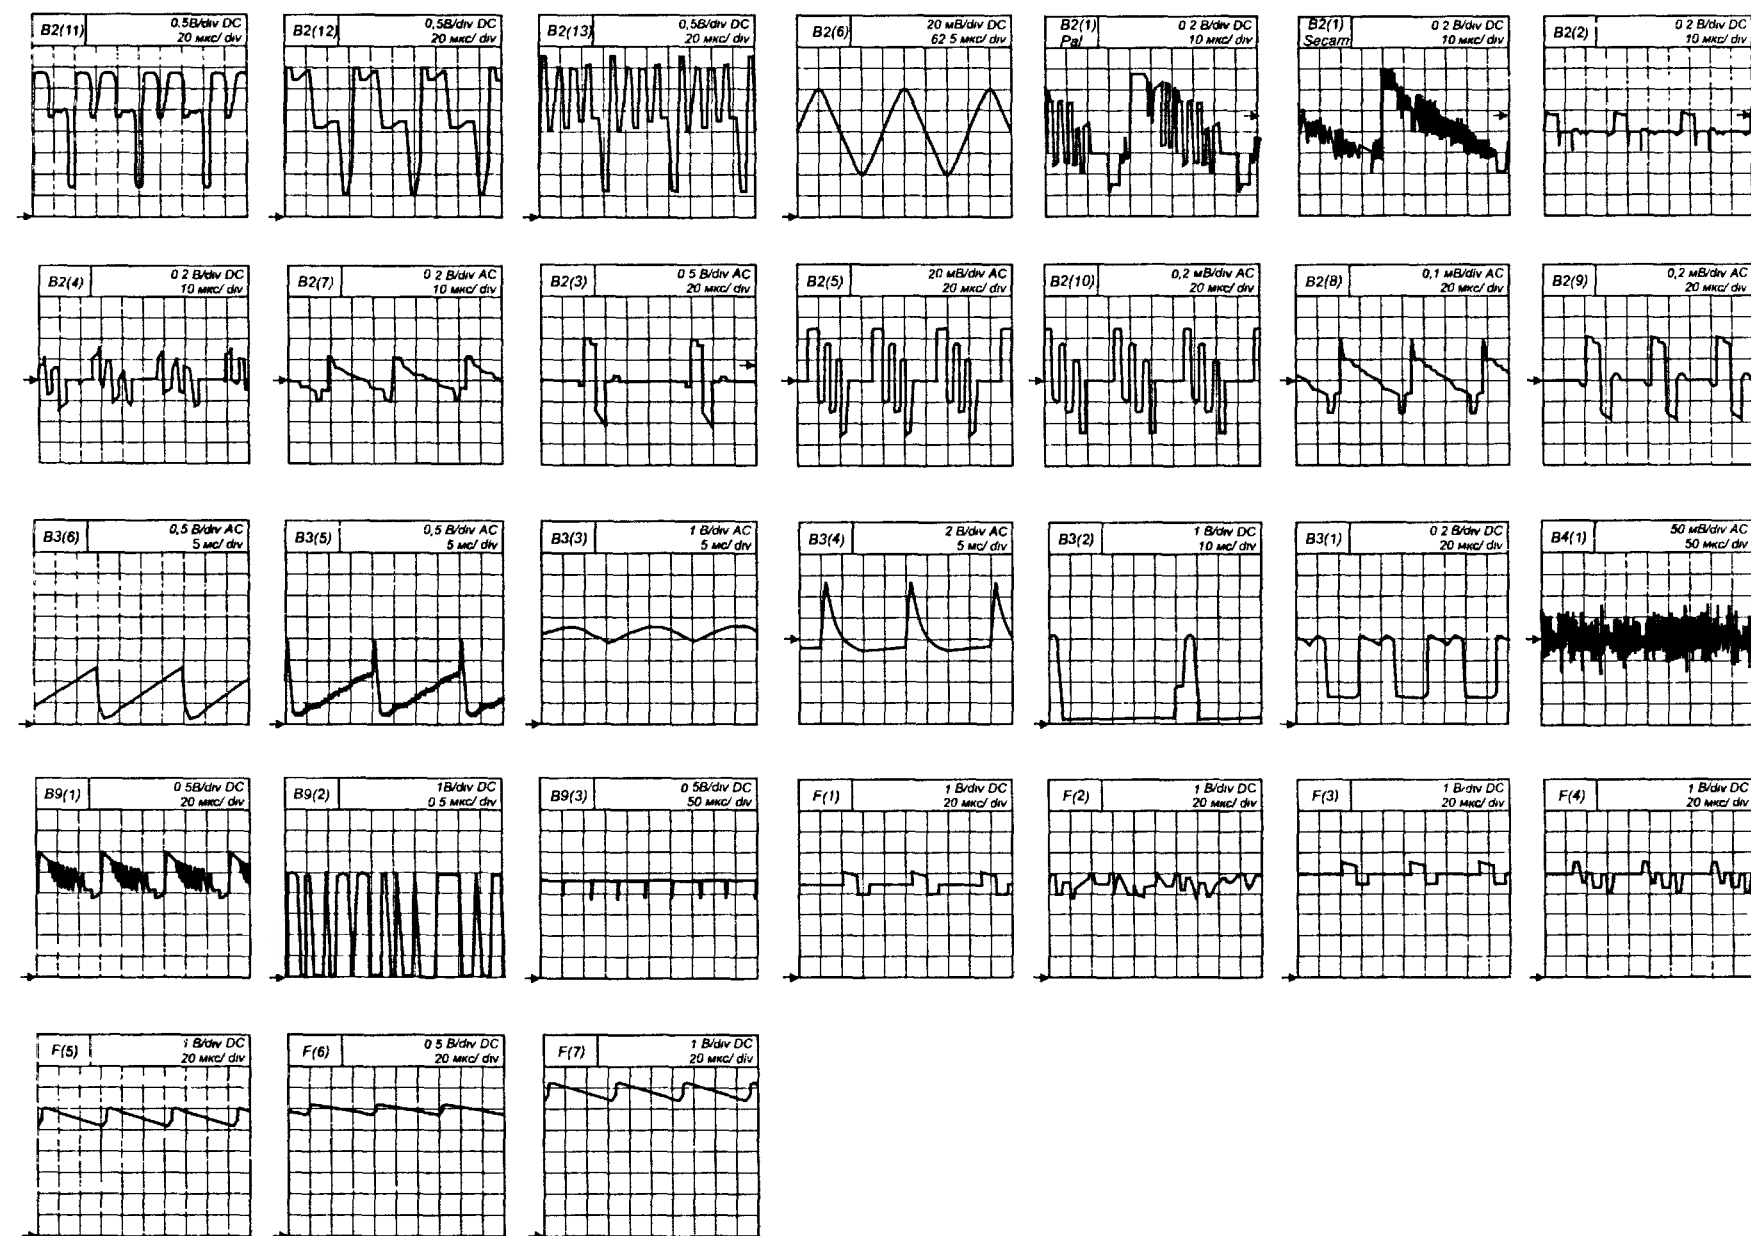 B2(11)
0.5B/div DC
20 мкс/ div
B2(12)
0,5B/div DC
20 мкс/ div
B2(13)
0,5B/div DC
20 мкс/ div
B2(6)
20 мB/div DC
62 5 мкс/ div
B2(1)
Pal
0 2 B/div DC
10 мкс/ div
B2(1)
Secam
0 2 B/div DC
10 мкс/ div
B2(2)
0 2 B/div DC
10 мкс/ div
B2(4)
0 2 B/div DC
10 мкс/ div
B2(7)
0 2 B/div AC
10 мкс/ div
B2(3)
0 5 B/div AC
20 мкс/ div
B2(5)
20 мB/div AC
20 мкс/ div
B2(10)
0,2 мB/div AC
20 мкс/ div
B2(8)
0,1 мB/div AC
20 мкс/ div
B2(9)
0,2 мB/div AC
20 мкс/ div
B3(6)
0,5 B/div AC
5 мс/ div
B3(5)
0,5 B/div AC
5 мс/ div
B3(3)
1 B/div AC
5 мс/ div
B3(4)
2 B/div AC
5 мс/ div
B3(2)
1 B/div DC
10 мс/ div
B3(1)
0 2 B/div DC
20 мкс/ div
B4(1)
50 мB/div AC
50 мкс/ div
B9(1)
0 5B/div DC
20 мкс/ div
B9(2)
1B/div DC
0 5 мкс/ div
B9(3)
0 5B/div DC
50 мкс/ div
F(1)
1 B/div DC
20 мкс/ div
F(2)
1 B/div DC
20 мкс/ div
F(3)
1 B/div DC
20 мкс/ div
F(4)
1 B/div DC
20 мкс/ div
F(5)
1 B/div DC
20 мкс/ div
F(6)
0 5 B/div DC
20 мкс/ div
F(7)
1 B/div DC
20 мкс/ div